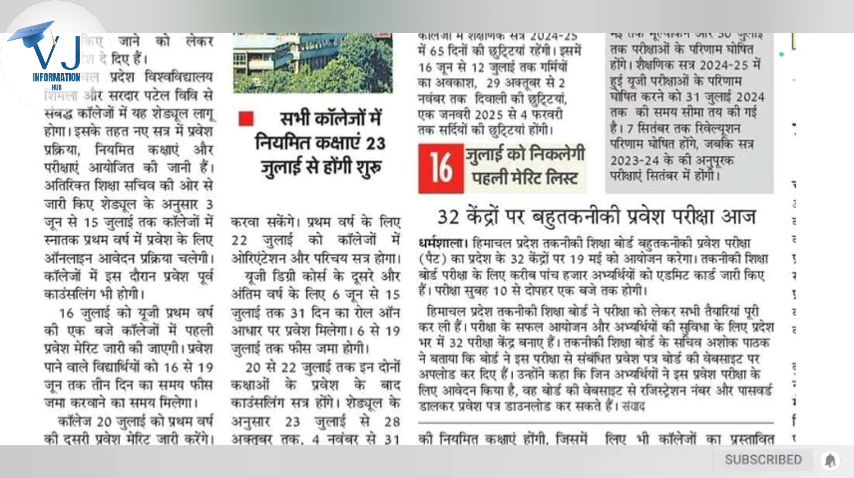 VJ
INFORMATION
HUB
किए जाने को लेकर
दे दिए हैं।
प्रदेश विश्वविद्यालय
शिमला और सरदार पटेल विवि से
संबद्ध कॉलेजों में यह शेड्यूल लागू
होगा। इसके तहत नए सत्र में प्रवेश
प्रक्रिया, नियमित कक्षाएं और
परीक्षाएं आयोजित की जानी हैं।
अतिरिक्त शिक्षा सचिव की ओर से
जारी किए शेड्यूल के अनुसार 3
जून से 15 जुलाई तक कॉलेजों में
स्नातक प्रथम वर्ष में प्रवेश के लिए
ऑनलाइन आवेदन प्रक्रिया चलेगी।
कॉलेजों में इस दौरान प्रवेश पूर्व
काउंसलिंग भी होगी।
16 जुलाई को यूजी प्रथम वर्ष
की एक बजे कॉलेजों में पहली
प्रवेश मेरिट जारी की जाएगी। प्रवेश
पाने वाले विद्यार्थियों को 16 से 19
जून तक तीन दिन का समय फीस
जमा करवाने का समय मिलेगा।
कॉलेज 20 जुलाई को प्रथम वर्ष
की दूसरी प्रवेश मेरिट जारी करेंगे।
सभी कॉलेजों में
नियमित कक्षाएं 23
जुलाई से होंगी शुरू
करवा सकेंगे। प्रथम वर्ष के लिए
22 जुलाई को कॉलेजों में
ओरिएंटेशन और परिचय सत्र होगा।
यूजी डिग्री कोर्स के दूसरे और
अंतिम वर्ष के लिए 6 जून से 15
जुलाई तक 31 दिन का रोल ऑन
आधार पर प्रवेश मिलेगा। 6 से 19
जुलाई तक फीस जमा होगी।
20 से 22 जुलाई तक इन दोनों
कक्षाओं के प्रवेश के बाद
काउंसलिंग सत्र होंगे। शेड्यूल के
अनुसार 23 जुलाई से 28
अक्तूबर तक, 4 नवंबर से 31
कॉलेजों में शैक्षणिक सत्र 2024-25
में 65 दिनों की छुट्टियां रहेंगी। इसमें
16 जून से 12 जुलाई तक गर्मियों
का अवकाश, 29 अक्तूबर से 2
नवंबर तक दिवाली की छुट्टियां,
एक जनवरी 2025 से 4 फरवरी
तक सर्दियों की छुट्टियां होंगी।
16 जुलाई को निकलेगी
पहली मेरिट लिस्ट
मई तक मूल्यांकन और 30 जुलाई
तक परीक्षाओं के परिणाम घोषित
होंगे। शैक्षणिक सत्र 2024-25 में
हुई यूजी परीक्षाओं के परिणाम
घोषित करने को 31 जुलाई 2024
तक की समय सीमा तय की गई
है। 7 सितंबर तक रिवेल्यूशन
परिणाम घोषित होंगे, जबकि सत्र
2023-24 के की अनुपूरक
परीक्षाएं सितंबर में होंगी।
32 केंद्रों पर बहुतकनीकी प्रवेश परीक्षा आज
धर्मशाला। हिमाचल प्रदेश तकनीकी शिक्षा बोर्ड बहुतकनीकी प्रवेश परीक्षा
(पैट) का प्रदेश के 32 केंद्रों पर 19 मई को आयोजन करेगा। तकनीकी शिक्षा
बोर्ड परीक्षा के लिए करीब पांच हजार अभ्यर्थियों को एडमिट कार्ड जारी किए
हैं। परीक्षा सुबह 10 से दोपहर एक बजे तक होगी।
हिमाचल प्रदेश तकनीकी शिक्षा बोर्ड ने परीक्षा को लेकर सभी तैयारियां पूरी
कर ली हैं। परीक्षा के सफल आयोजन और अभ्यर्थियों की सुविधा के लिए प्रदेश
भर में 32 परीक्षा केंद्र बनाए हैं। तकनीकी शिक्षा बोर्ड के सचिव अशोक पाठक
ने बताया कि बोर्ड ने इस परीक्षा से संबंधित प्रवेश पत्र बोर्ड की वेबसाइट पर
अपलोड कर दिए हैं। उन्होंने कहा कि जिन अभ्यर्थियों ने इस प्रवेश परीक्षा के
लिए आवेदन किया है, वह बोर्ड की वेबसाइट से रजिस्ट्रेशन नंबर और पासवर्ड
डालकर प्रवेश पत्र डाउनलोड कर सकते हैं। संवाद
की नियमित कक्षाएं होंगी, जिसमें
लिए भी कॉलेजों का प्रस्तावित
SUBSCRIBED